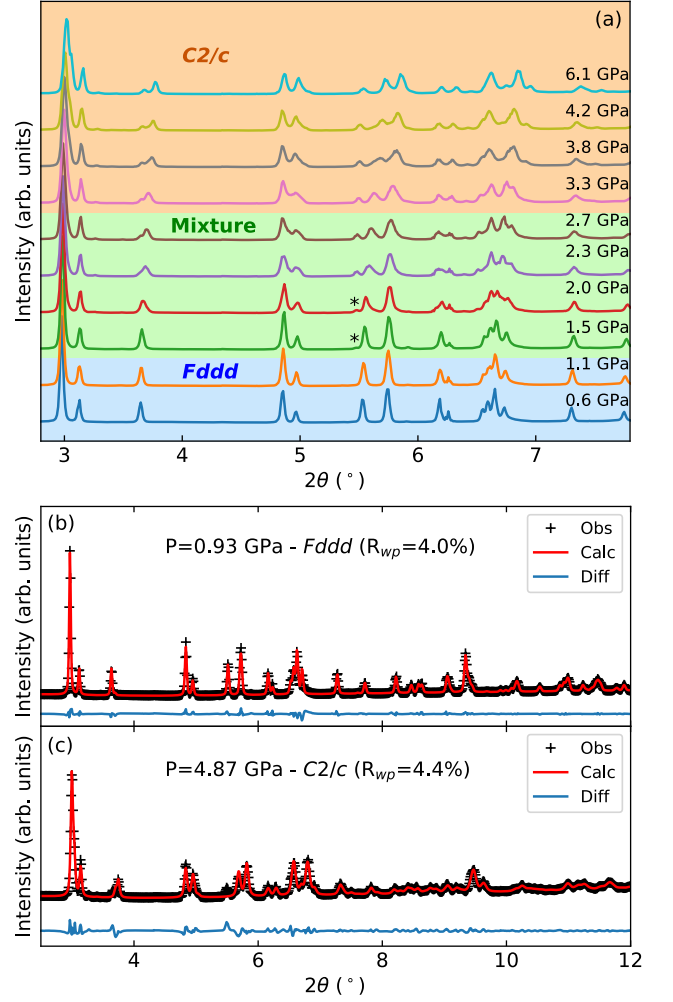 (a)
C2/c
6.1 GPa
4.2 GPa
3.8 GPa
3.3 GPa
Mixture
2.7 GPa
2.3 GPa
*
2.0 GPa
*
1.5 GPa
Fddd
1.1 GPa
0.6 GPa
Intensity (arb. units)
3 4 5 6 7
2θ (°)
(b)
P=0.93 GPa - Fddd (Rwp=4.0%)
Obs
Calc
Diff
Intensity (arb. units)
(c)
P=4.87 GPa - C2/c (Rwp=4.4%)
Obs
Calc
Diff
Intensity (arb. units)
4 6 8 10 12
2θ (°)